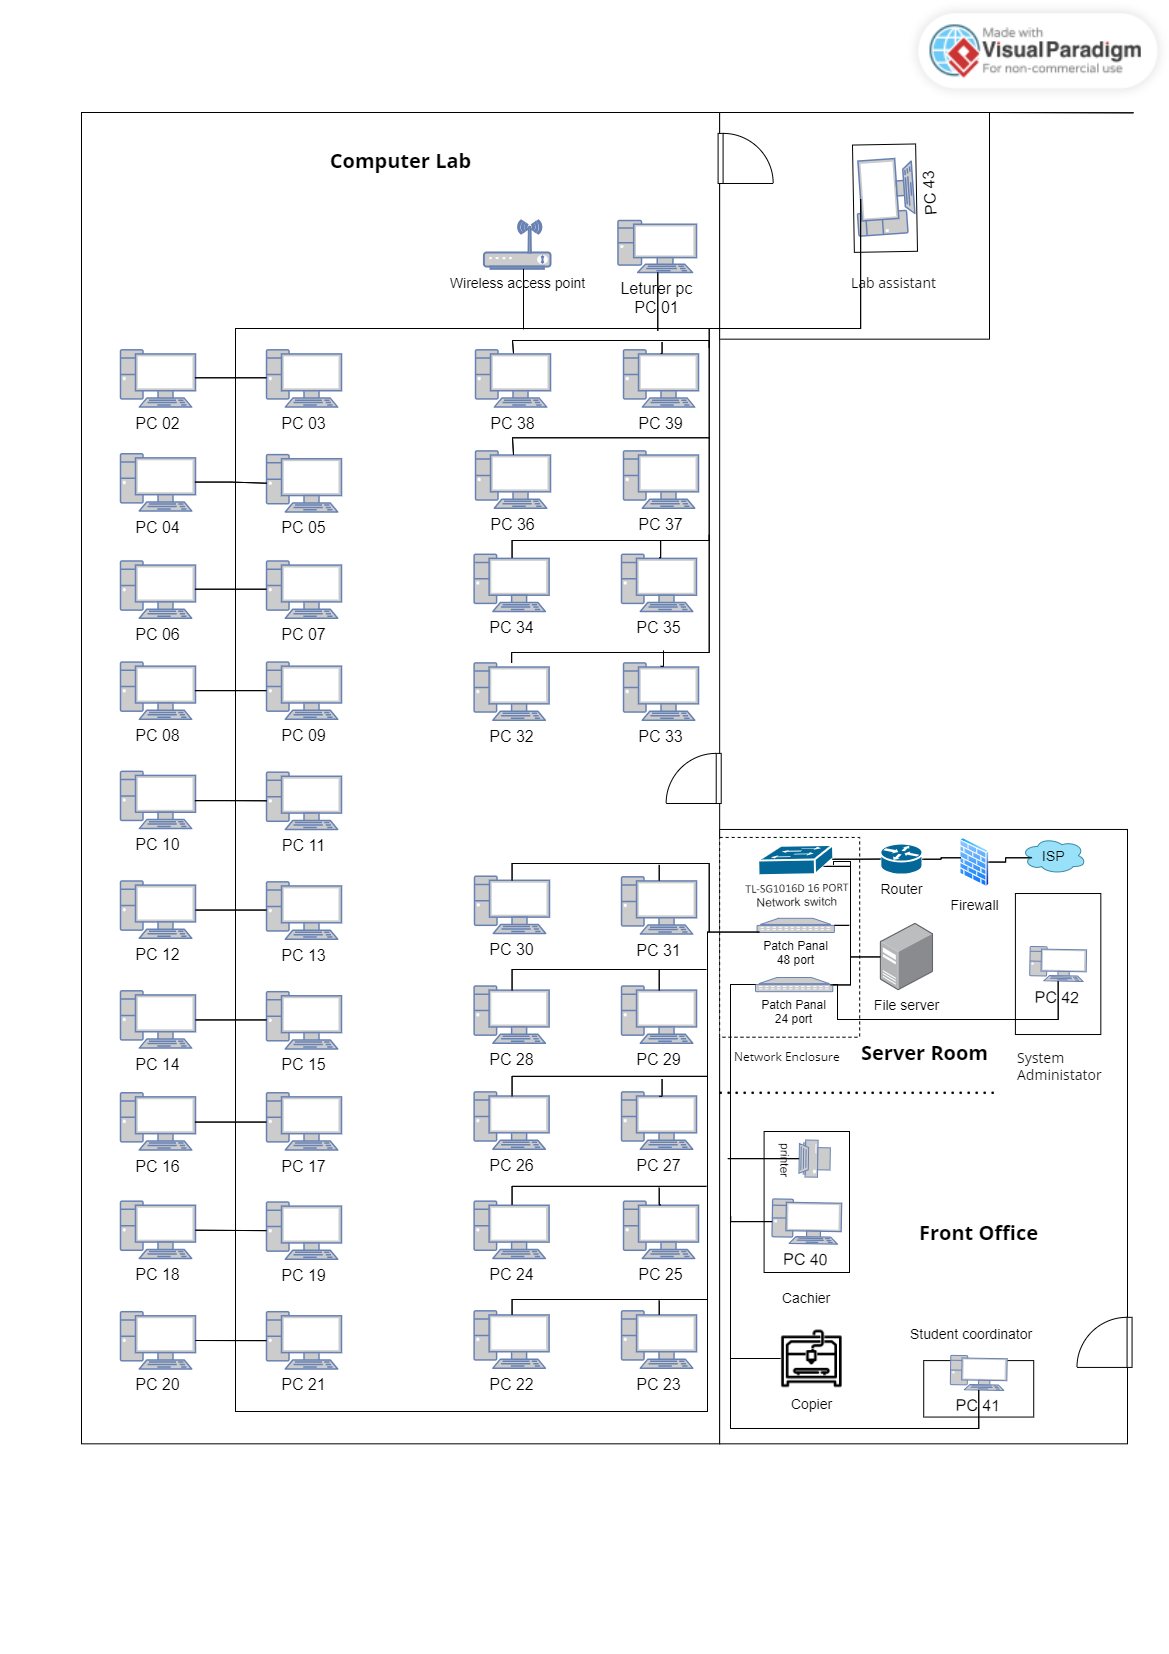 Made with
VisualParadigm
For non-commercial use
Computer Lab
PC 43
Wireless access point
Leturer pc
PC 01
Lab assistant
PC 02
PC 03
PC 38
PC 39
PC 04
PC 05
PC 36
PC 37
PC 06
PC 07
PC 34
PC 35
PC 08
PC 09
PC 32
PC 33
PC 10
PC 11
ISP
TL-SG1016D 16 PORT
Network switch
Router
Firewall
PC 12
PC 13
PC 30
PC 31
Patch Panal
48 port
PC 42
File server
Patch Panal
24 port
PC 14
PC 15
PC 28
PC 29
Network Enclosure
Server Room
System
Administator
PC 16
PC 17
PC 26
PC 27
printer
Front Office
PC 18
PC 19
PC 24
PC 25
PC 40
Cachier
Student coordinator
PC 20
PC 21
PC 22
PC 23
Copier
PC 41